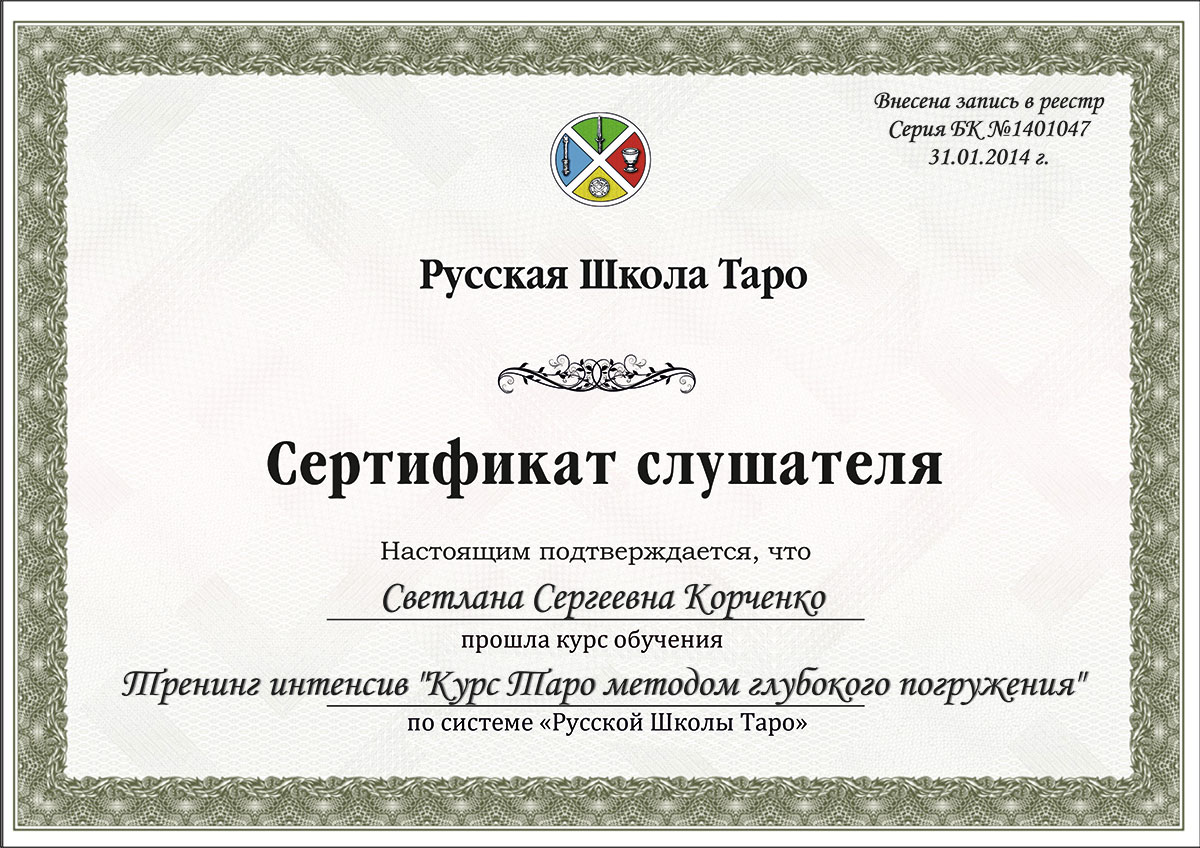 Внесена запись в реестр
Серия БК №1401047
31.01.2014 г.
Русская Школа Таро
Сертификат слушателя
Настоящим подтверждается, что
Светлана Сергеевна Корченко
прошла курс обучения
Тренинг интенсив "Курс Таро методом глубокого погружения"
по системе «Русской Школы Таро»